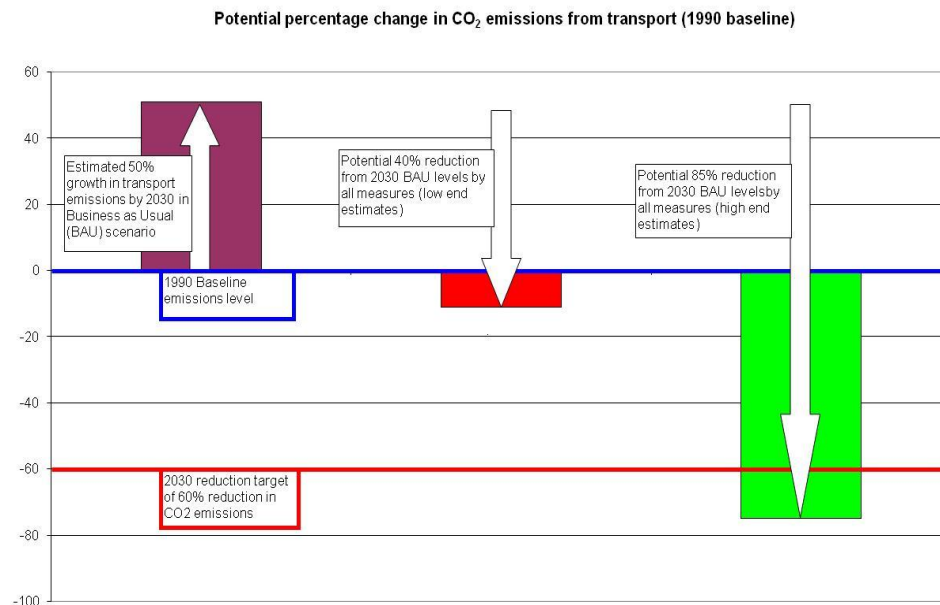 Potential percentage change in CO₂ emissions from transport (1990 baseline)
60
40
20
0
-20
-40
-60
-80
-100
Estimated 50%
growth in transport
emissions by 2030 in
Business as Usual
(BAU) scenario
Potential 40% reduction
from 2030 BAU levels by
all measures (low end
estimates)
Potential 85% reduction
from 2030 BAU levelsby
all measures (high end
estimates)
1990 Baseline
emissions level
2030 reduction target
of 60% reduction in
CO2 emissions